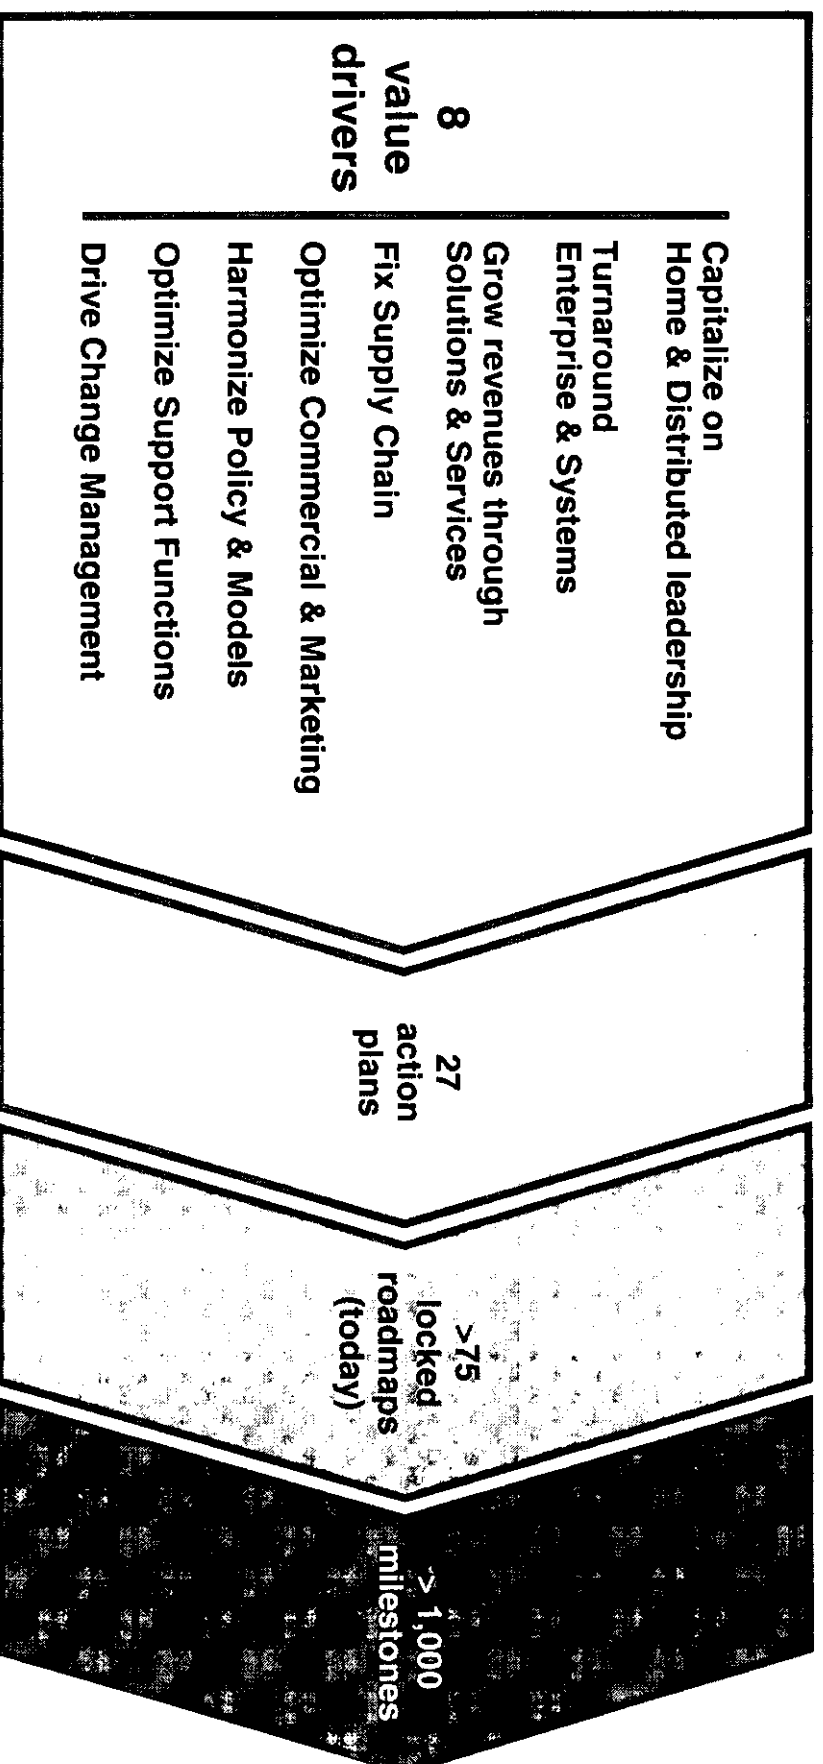 8
value
drivers
Capitalize on
Home & Distributed leadership
Turnaround
Enterprise & Systems
Grow revenues through
Solutions & Services
Fix Supply Chain
Optimize Commercial & Marketing
Harmonize Policy & Models
Optimize Support Functions
Drive Change Management
27
action
plans
>75
locked
roadmaps
(today)
> 1,000
milestones